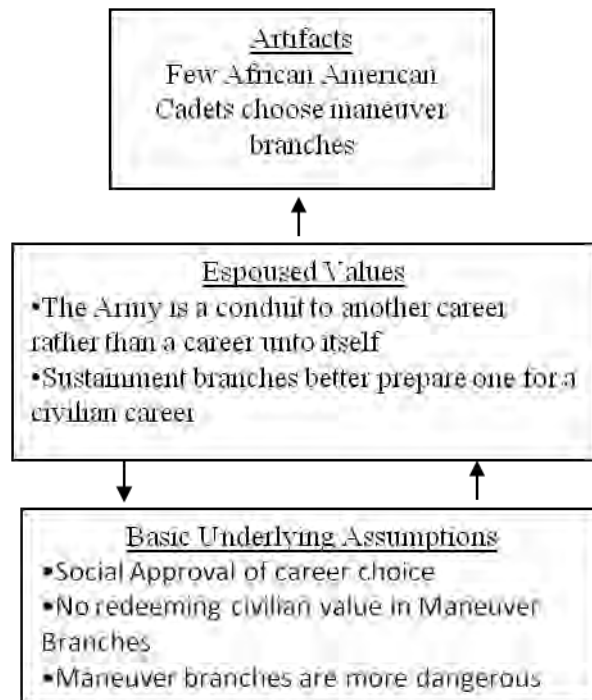 Artifacts
Few African American
Cadets choose maneuver
branches
Espoused Values
•The Army is a conduit to another career
rather than a career unto itself
•Sustainment branches better prepare one for a
civilian career
Basic Underlying Assumptions
▪Social Approval of career choice
▪No redeeming civilian value in Maneuver
Branches
▪Maneuver branches are more dangerous